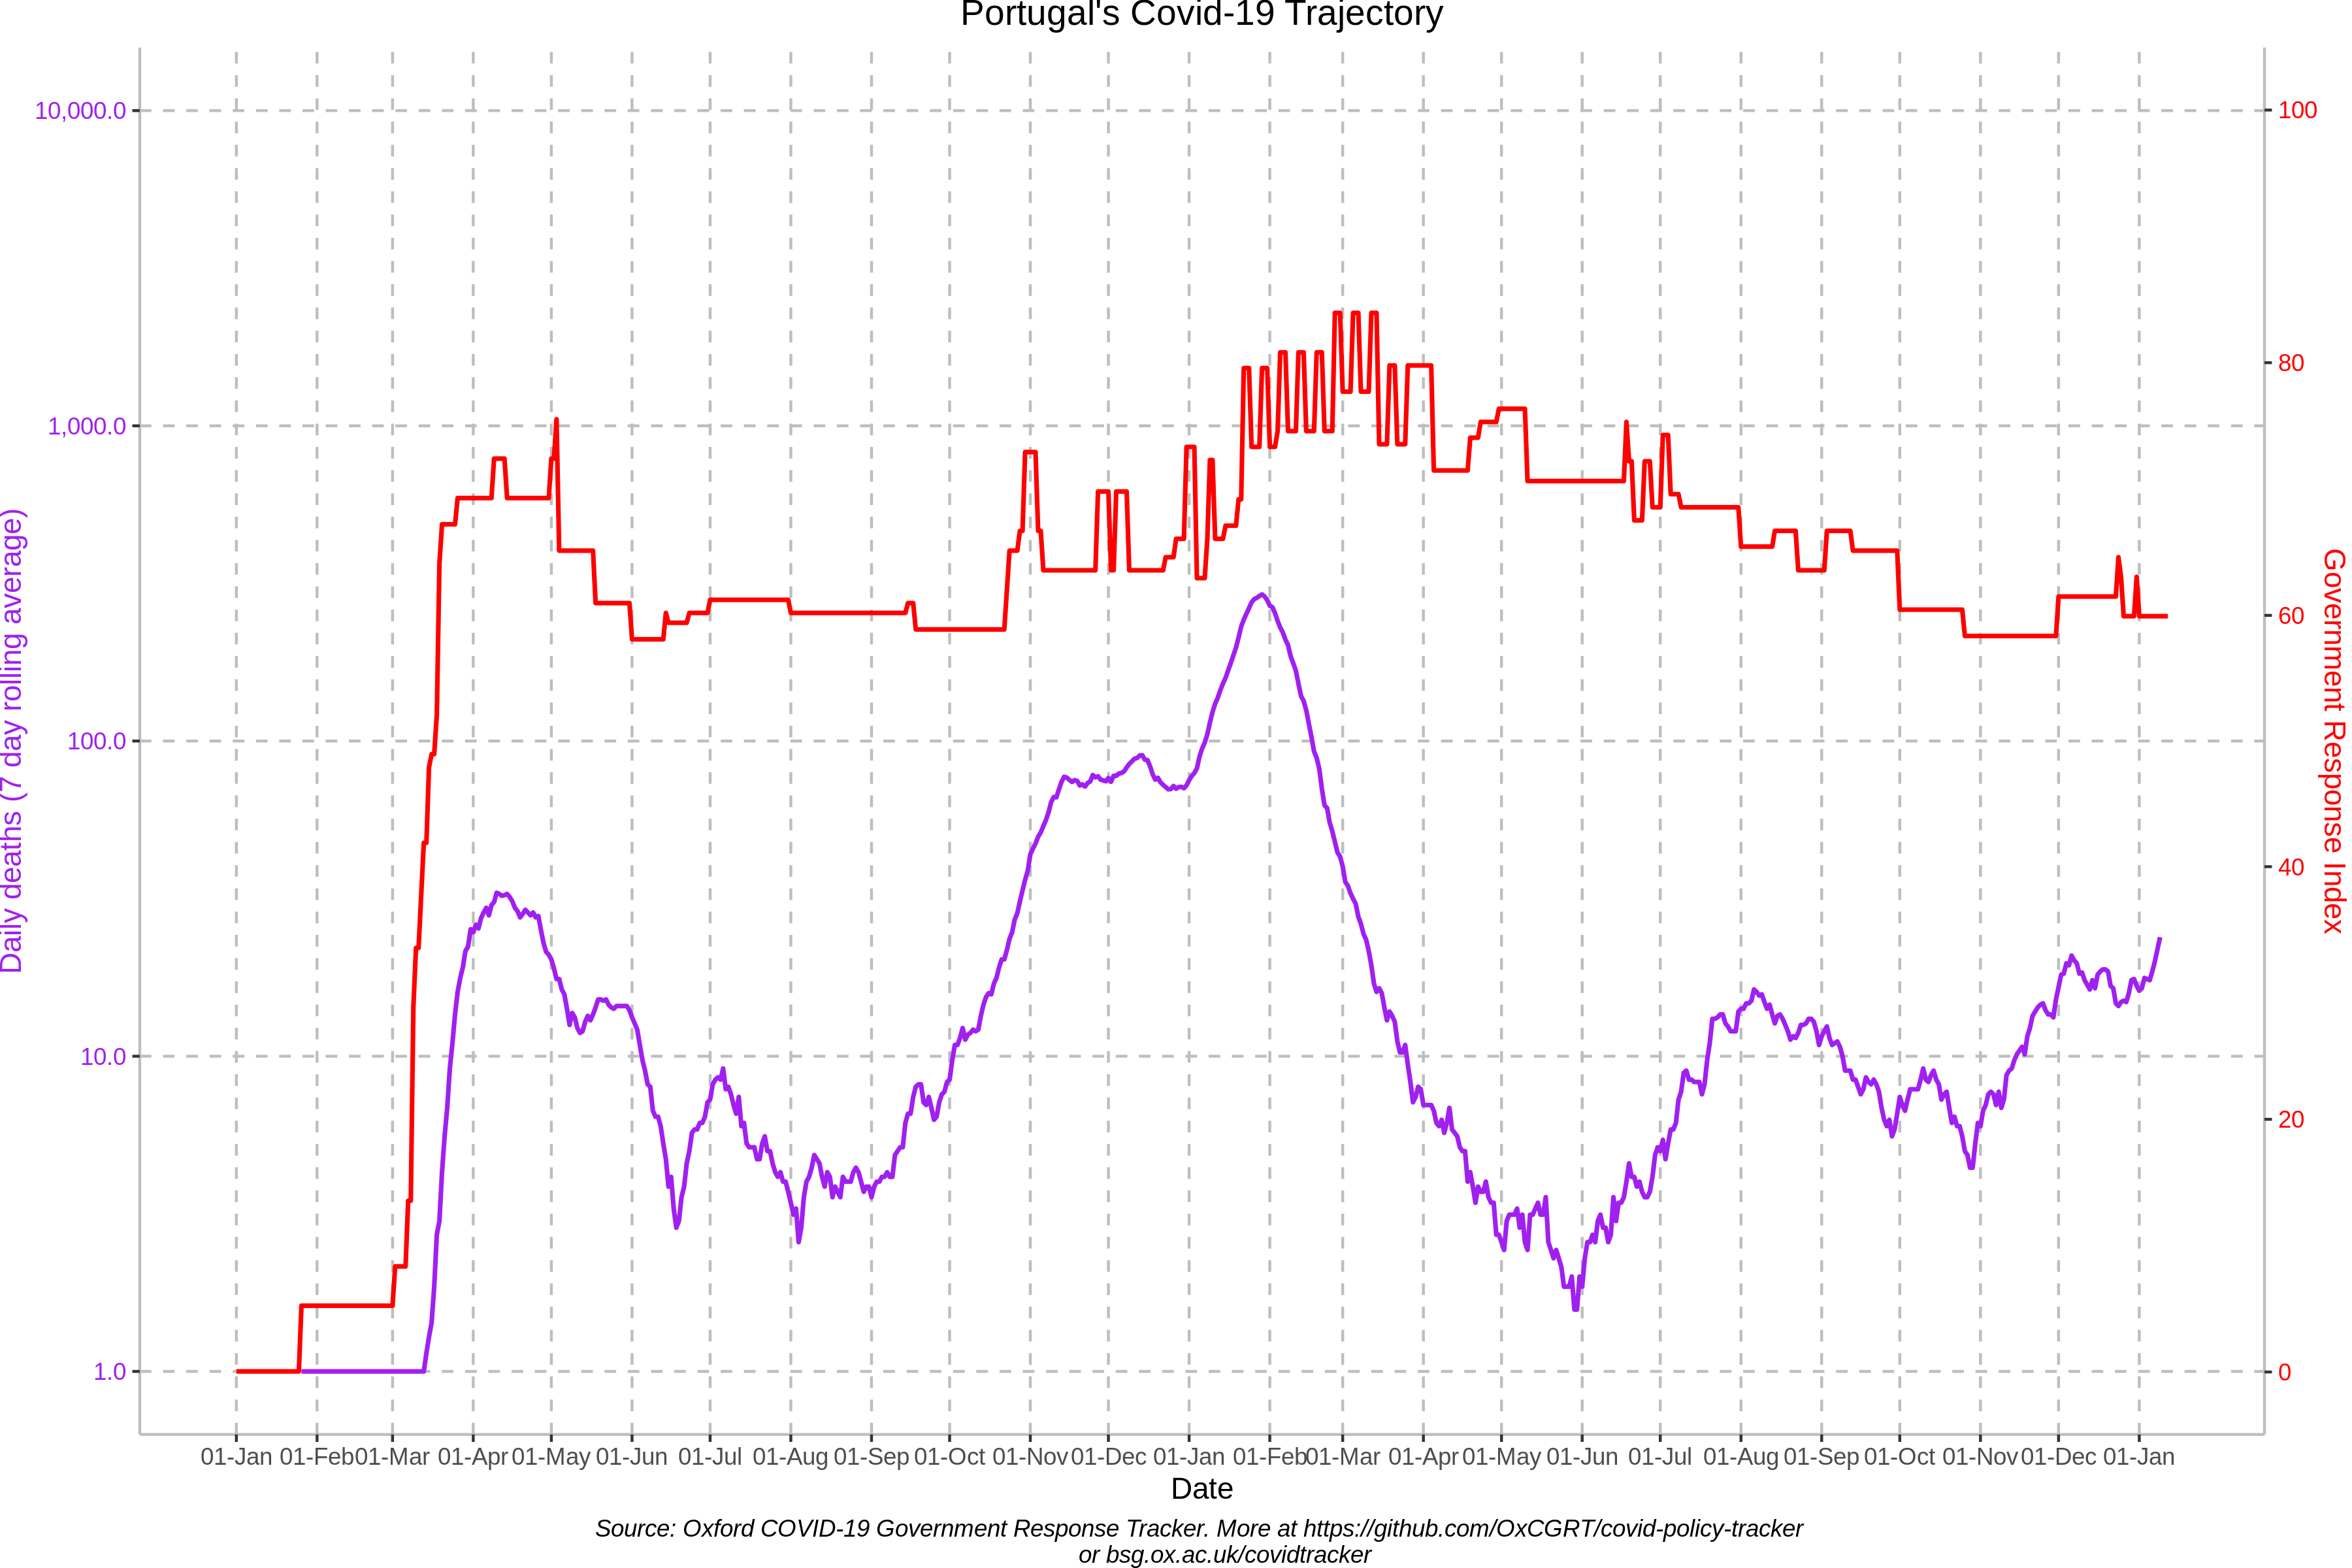 Portugal's Covid-19 Trajectory
10,000.0
1,000.0
100.0
10.0
1.0
Daily deaths (7 day rolling average)
100
80
60
40
20
0
Government Response Index
01-Jan 01-Feb 01-Mar 01-Apr 01-May 01-Jun 01-Jul 01-Aug 01-Sep 01-Oct 01-Nov 01-Dec 01-Jan 01-Feb 01-Mar 01-Apr 01-May 01-Jun 01-Jul 01-Aug 01-Sep 01-Oct 01-Nov 01-Dec 01-Jan
Date
Source: Oxford COVID-19 Government Response Tracker. More at https://github.com/OxCGRT/covid-policy-tracker
or bsg.ox.ac.uk/covidtracker